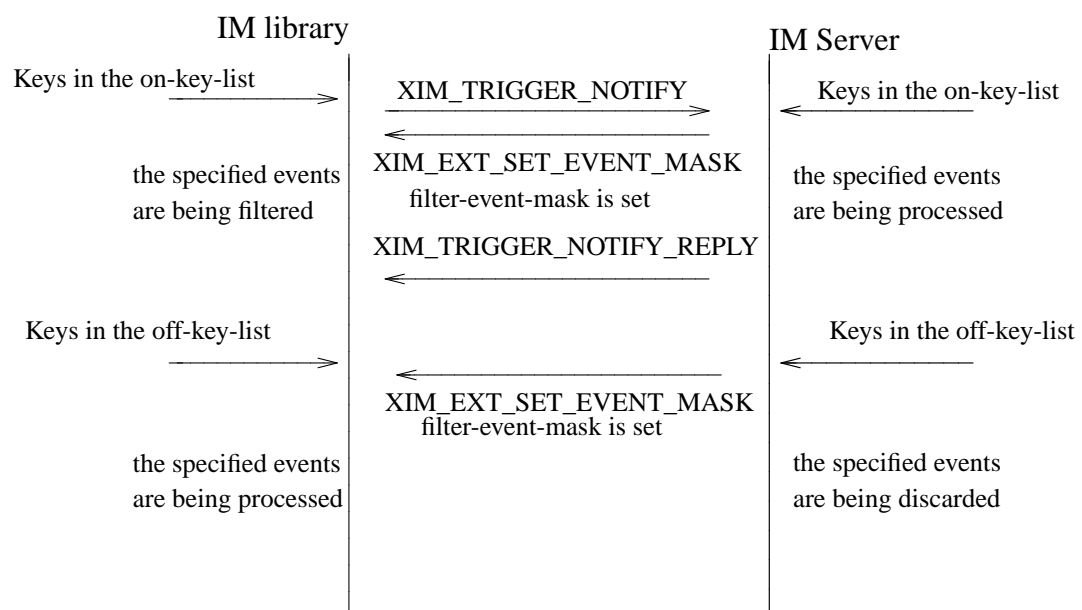 IM library
IM Server
Keys in the on-key-list
XIM_TRIGGER_NOTIFY
Keys in the on-key-list
XIM_EXT_SET_EVENT_MASK
filter-event-mask is set
the specified events
are being filtered
the specified events
are being processed
XIM_TRIGGER_NOTIFY_REPLY
Keys in the off-key-list
Keys in the off-key-list
XIM_EXT_SET_EVENT_MASK
filter-event-mask is set
the specified events
are being processed
the specified events
are being discarded